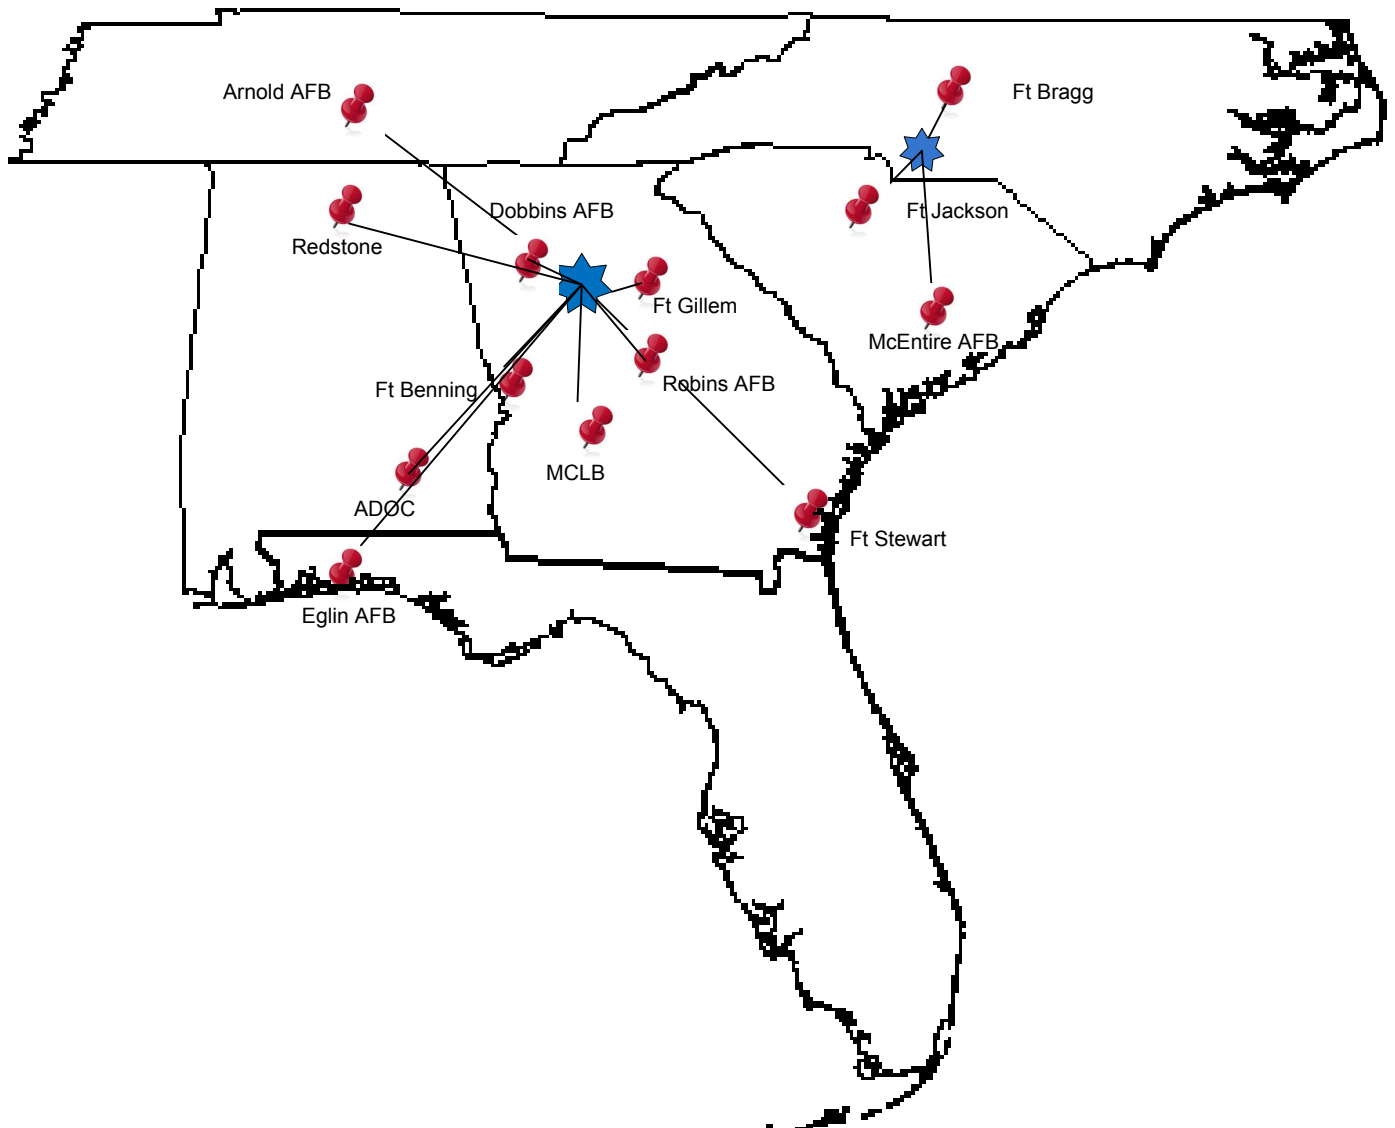 Arnold AFB
Ft Bragg
Dobbins AFB
Ft Jackson
Redstone
Ft Gillem
McEntire AFB
Ft Benning
Robins AFB
MCLB
ADOC
Ft Stewart
Eglin AFB